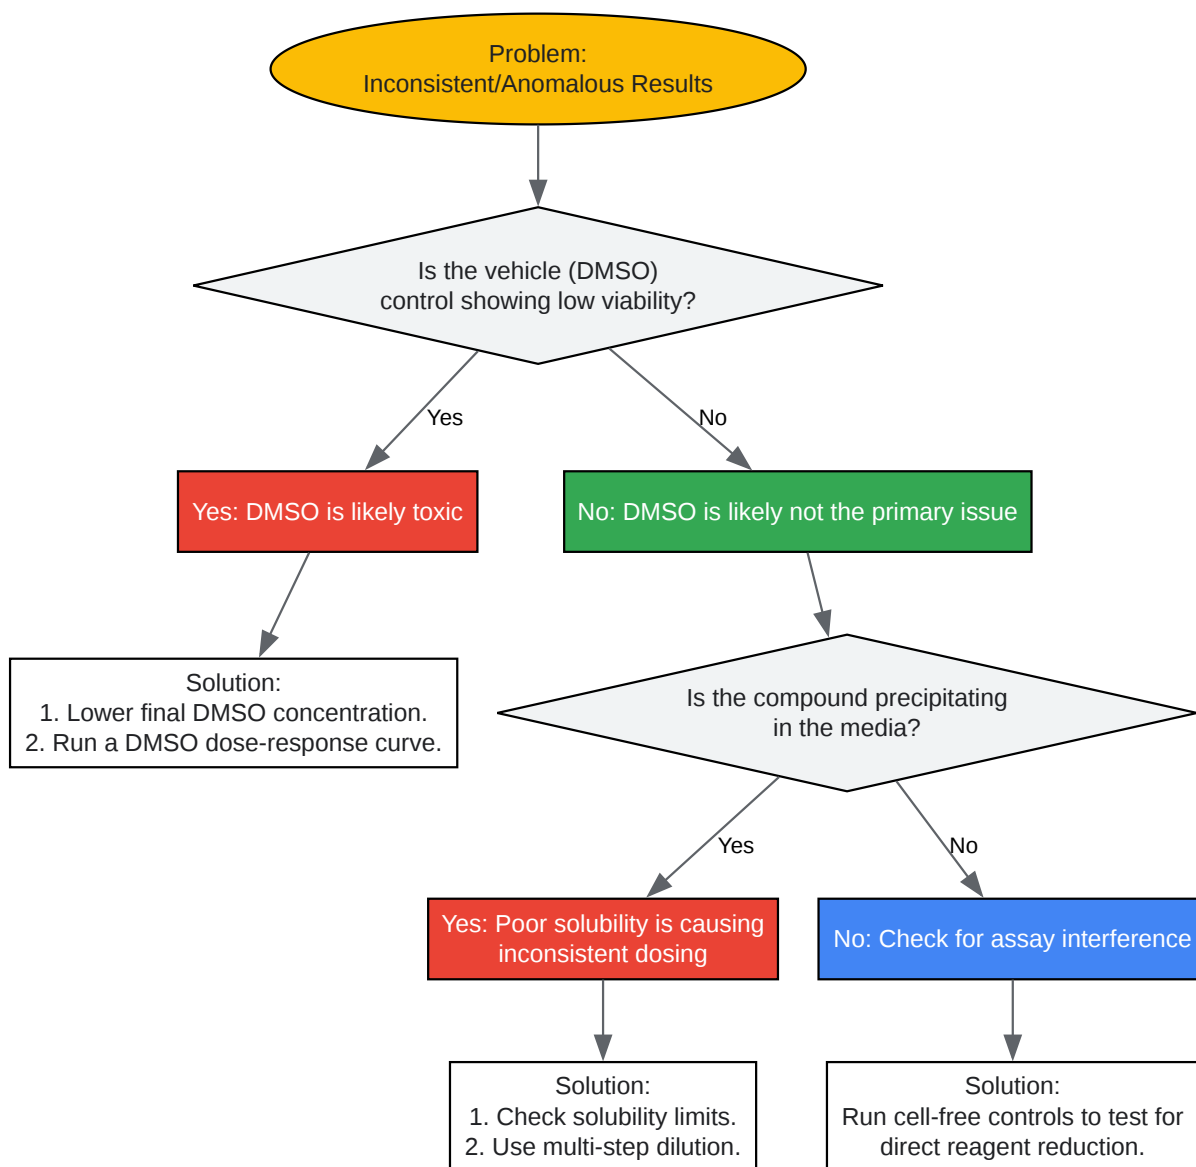 Problem:
Inconsistent/Anomalous Results
Is the vehicle (DMSO)
control showing low viability?
Yes
No
Yes: DMSO is likely toxic
No: DMSO is likely not the primary issue
Solution:
1. Lower final DMSO concentration.
2. Run a DMSO dose-response curve.
Is the compound precipitating
in the media?
Yes
No
Yes: Poor solubility is causing
inconsistent dosing
No: Check for assay interference
Solution:
1. Check solubility limits.
2. Use multi-step dilution.
Solution:
Run cell-free controls to test for
direct reagent reduction.